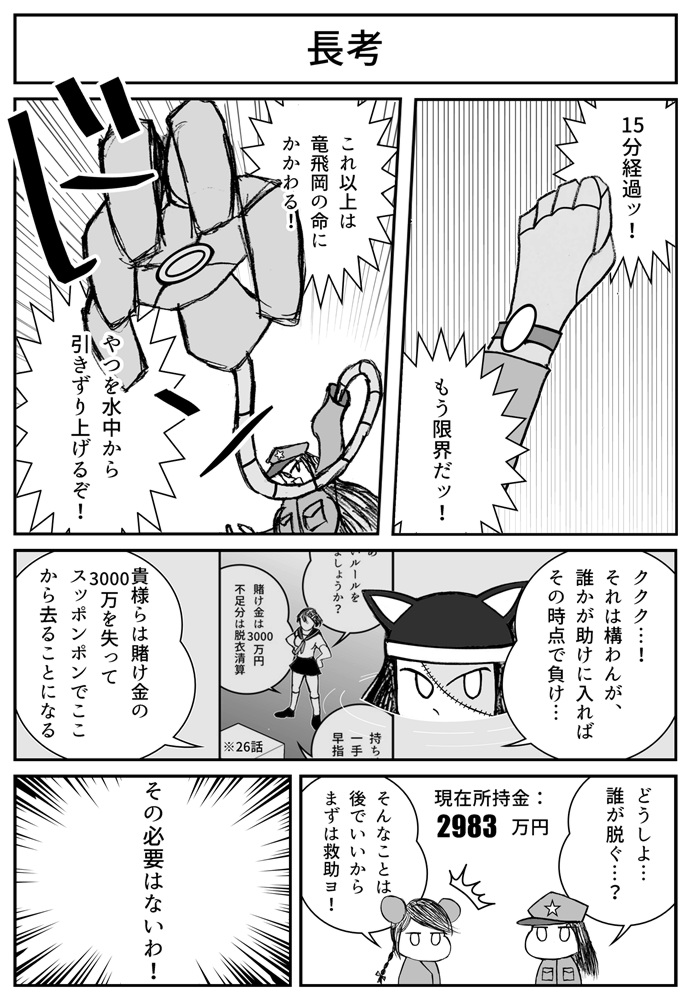 長考
15分経過ッ！
もう限界だッ！
これ以上は
竜飛岡の命に
かかわる！
やつを水中から
引きずり上げるぞ！
ククク…！
それは構わんが、
誰かが助けに入れば
その時点で負け…
いルールを
ましょうか？
賭け金は3000万円
不足分は脱衣清算
持ち
一手
早指
※26話
貴様らは賭け金の
3000万を失って
スッポンポンでここ
から去ることになる
どうしよ…
誰が脱ぐ…？
現在所持金：
2983 万円
そんなことは
後でいいから
まずは救助ヨ！
その必要はないわ！